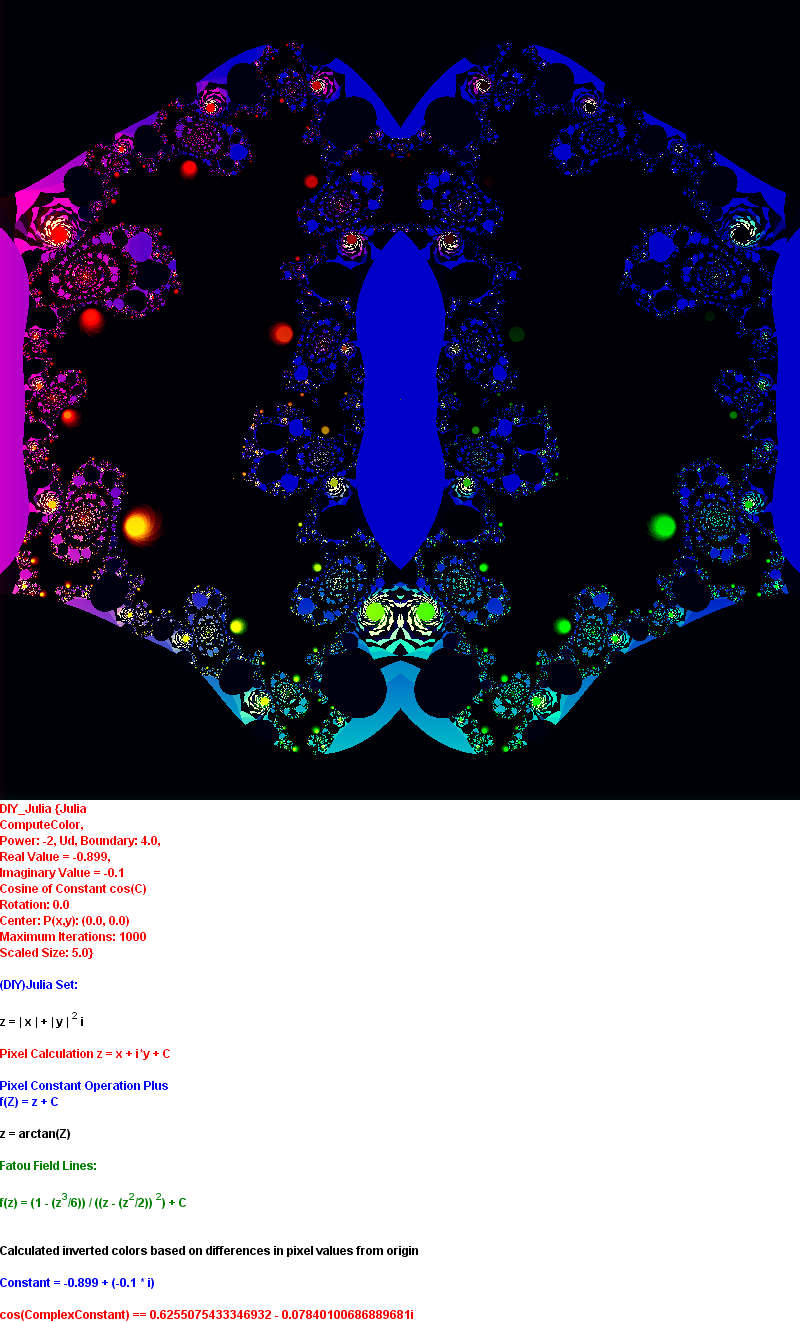 DIY_Julia {Julia
ComputeColor,
Power: -2, Ud, Boundary: 4.0,
Real Value = -0.899,
Imaginary Value = -0.1
Cosine of Constant cos(C)
Rotation: 0.0
Center: P(x,y): (0.0, 0.0)
Maximum Iterations: 1000
Scaled Size: 5.0}
(DIY)Julia Set:
z = | x | + | y | ² i
Pixel Calculation z = x + i*y + C
Pixel Constant Operation Plus
f(Z) = z + C
z = arctan(Z)
Fatou Field Lines:
f(z) = (1 - (z³/6)) / ((z - (z²/2)) ²) + C
Calculated inverted colors based on differences in pixel values from origin
Constant = -0.899 + (-0.1 * i)
cos(ComplexConstant) == 0.6255075433346932 - 0.07840100686889681i